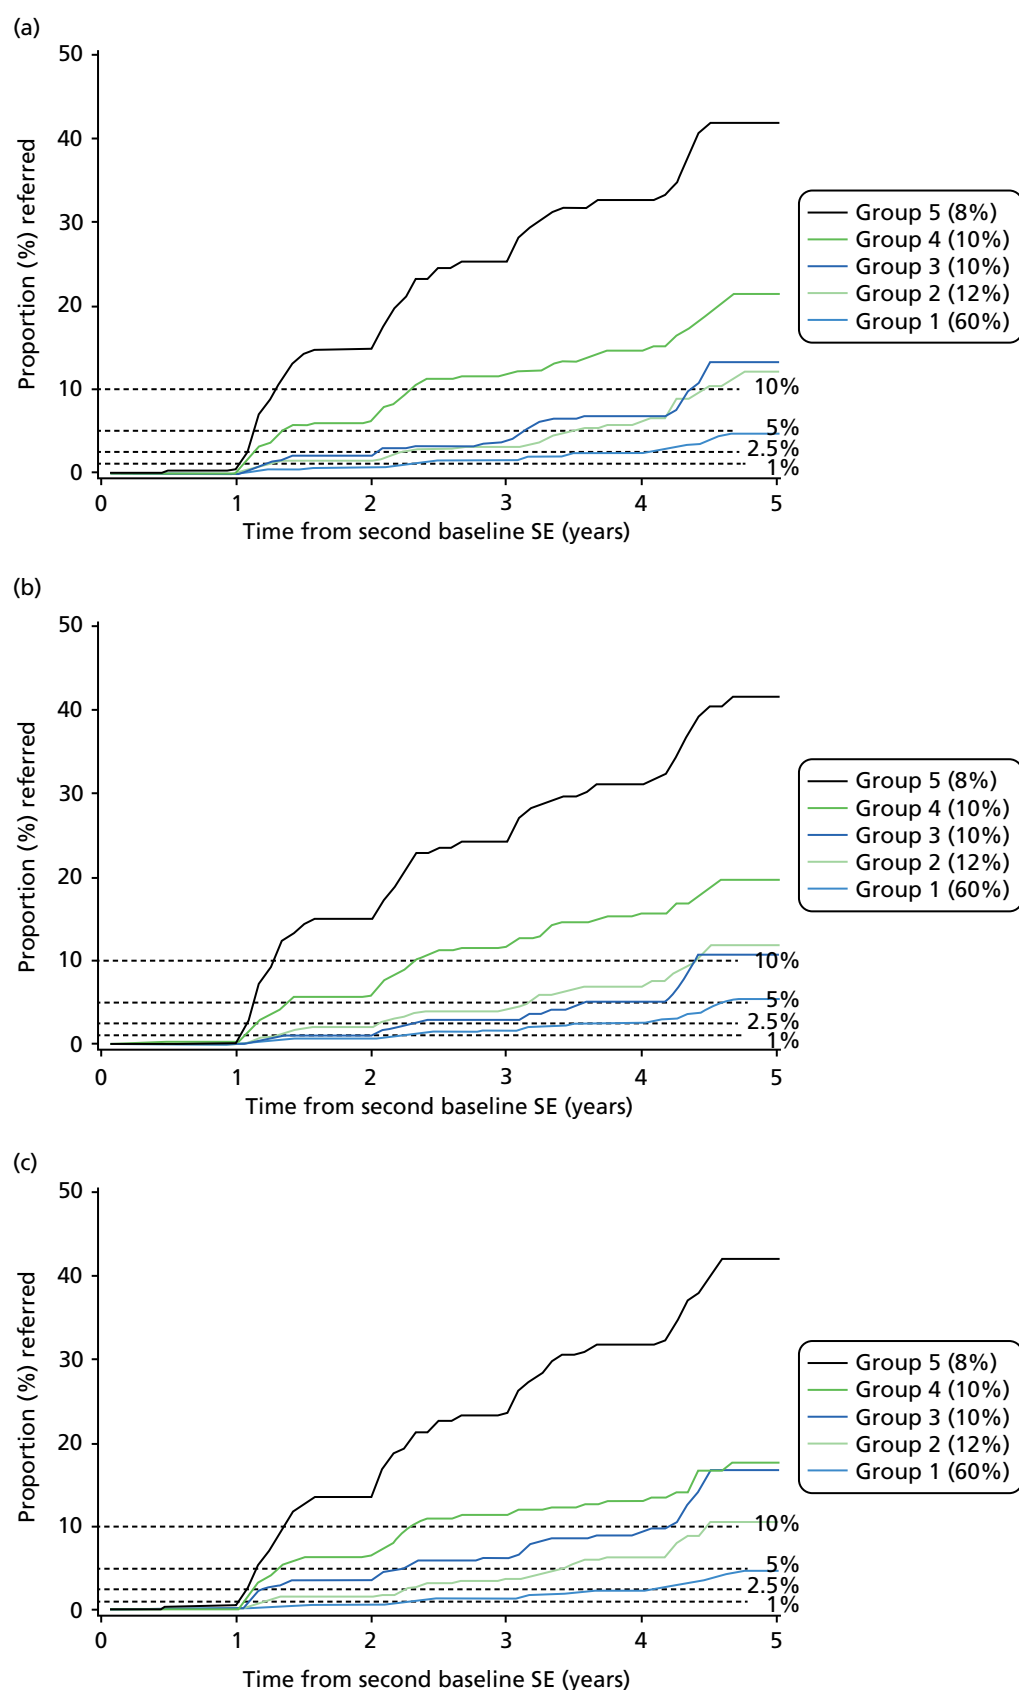 (a)
50
40
30
20
10
0
Proportion (%) referred
10%
5%
2.5%
1%
0 1 2 3 4 5
Time from second baseline SE (years)
Group 5 (8%)
Group 4 (10%)
Group 3 (10%)
Group 2 (12%)
Group 1 (60%)
(b)
50
40
30
20
10
0
Proportion (%) referred
10%
5%
2.5%
1%
0 1 2 3 4 5
Time from second baseline SE (years)
Group 5 (8%)
Group 4 (10%)
Group 3 (10%)
Group 2 (12%)
Group 1 (60%)
(c)
50
40
30
20
10
0
Proportion (%) referred
10%
5%
2.5%
1%
0 1 2 3 4 5
Time from second baseline SE (years)
Group 5 (8%)
Group 4 (10%)
Group 3 (10%)
Group 2 (12%)
Group 1 (60%)